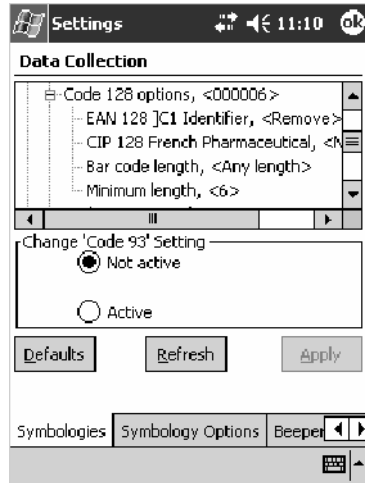 Settings 11:10 ok
Data Collection
Code 128 options, <000006>
EAN 128 ]C1 Identifier, <Remove>
CIP 128 French Pharmaceutical, <N
Bar code length, <Any length>
Minimum length, <6>
Change 'Code 93' Setting
Not active
Active
Defaults Refresh Apply
Symbologies Symbology Options Beeper